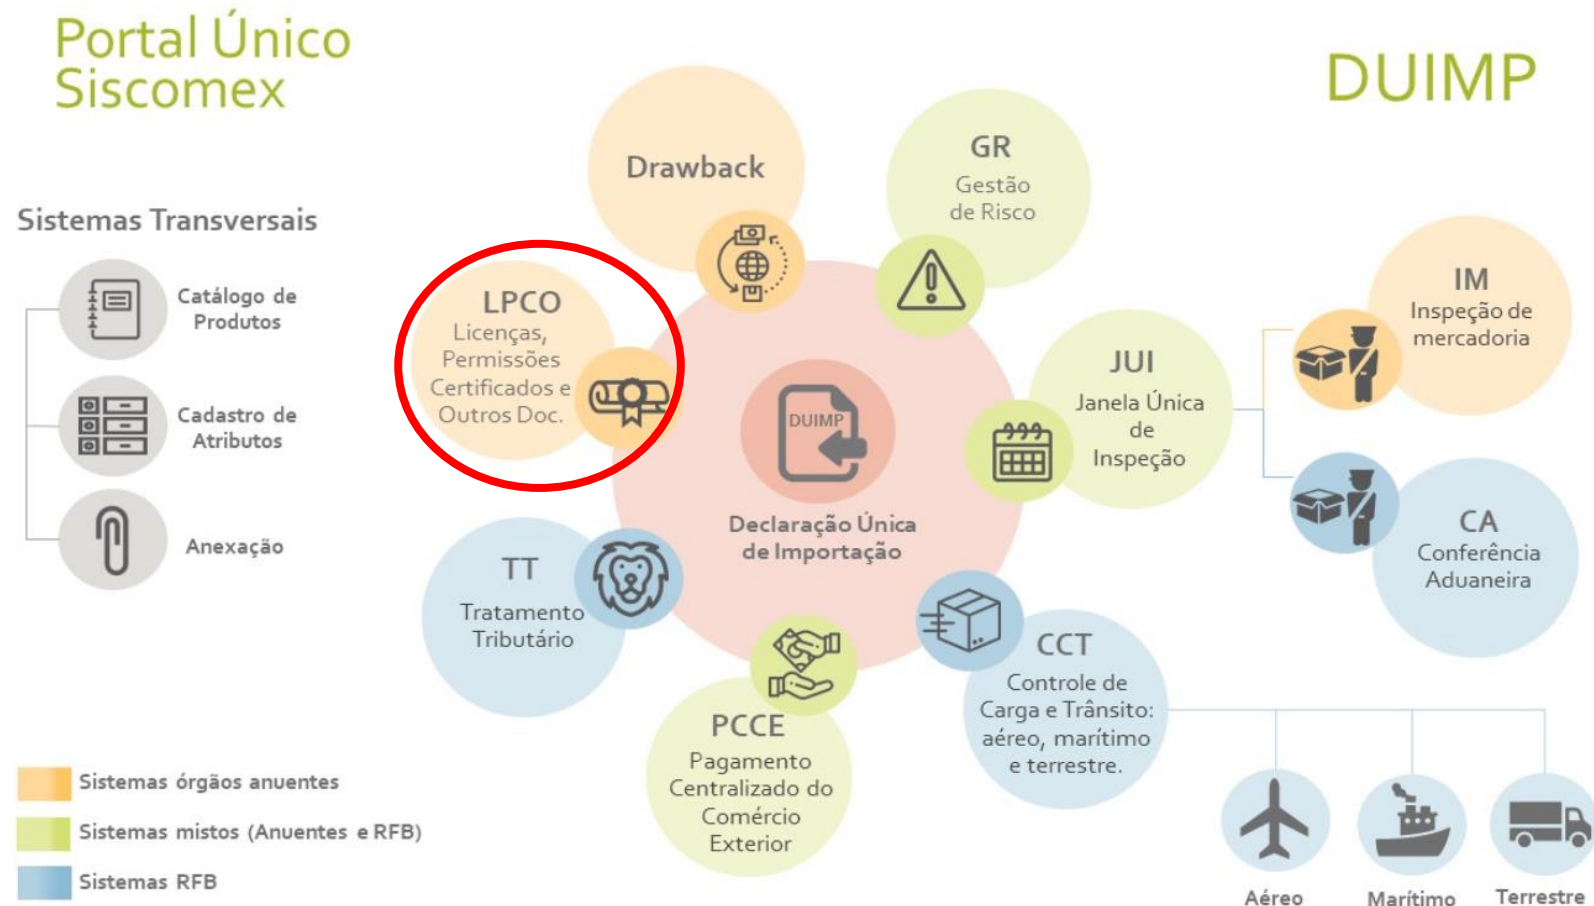 Portal Único
Siscomex
DUIMP
Sistemas Transversais
Catálogo de
Produtos
Cadastro de
Atributos
Anexação
Drawback
GR
Gestão
de Risco
LPCO
Licenças,
Permissões
Certificados e
Outros Doc.
JUI
Janela Única
de
Inspeção
IM
Inspeção de
mercadoria
CA
Conferência
Aduaneira
DUIMP
Declaração Única
de Importação
TT
Tratamento
Tributário
PCCE
Pagamento
Centralizado do
Comércio
Exterior
CCT
Controle de
Carga e Trânsito:
aéreo, marítimo
e terrestre.
Aéreo
Marítimo
Terrestre
Sistemas órgãos anuentes
Sistemas mistos (Anuentes e RFB)
Sistemas RFB